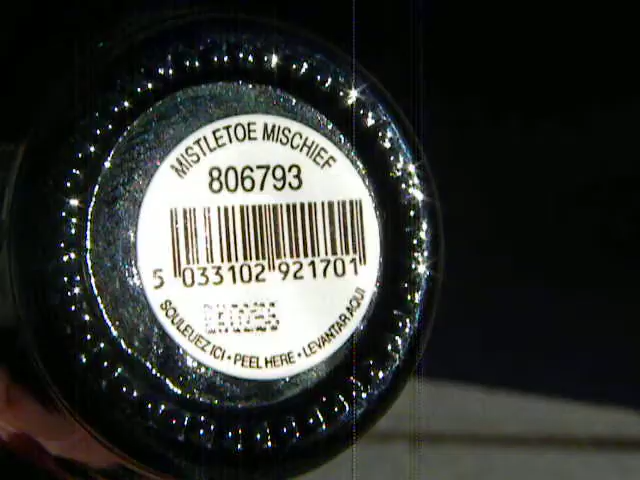 MISTLETOE MISCHIEF
806793
5 033102 921701
SOULEVEZ ICI • PEEL HERE • LEVANTAR AQUI